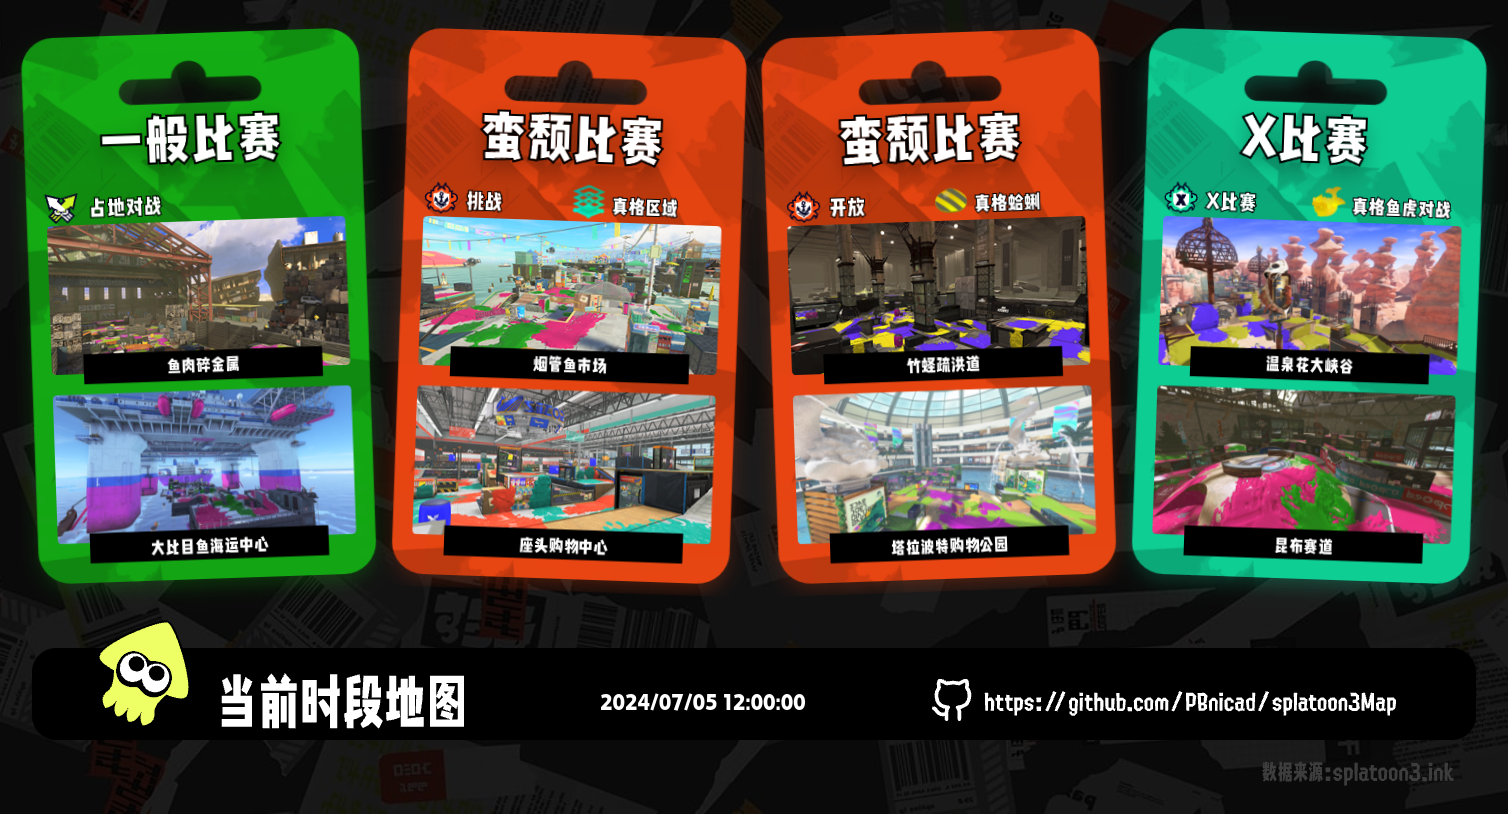 一般比赛
占地对战
鱼肉碎金属
大比目鱼海运中心
蛮颓比赛
挑战
真格区域
烟管鱼市场
座头购物中心
蛮颓比赛
开放
真格蛤蜊
竹蛏疏洪道
塔拉波特购物公园
X比赛
X比赛
真格鱼虎对战
温泉花大峡谷
昆布赛道
当前时段地图
2024/07/05 12:00:00
https://github.com/PBnicad/splatoon3Map
数据来源:splatoon3.ink